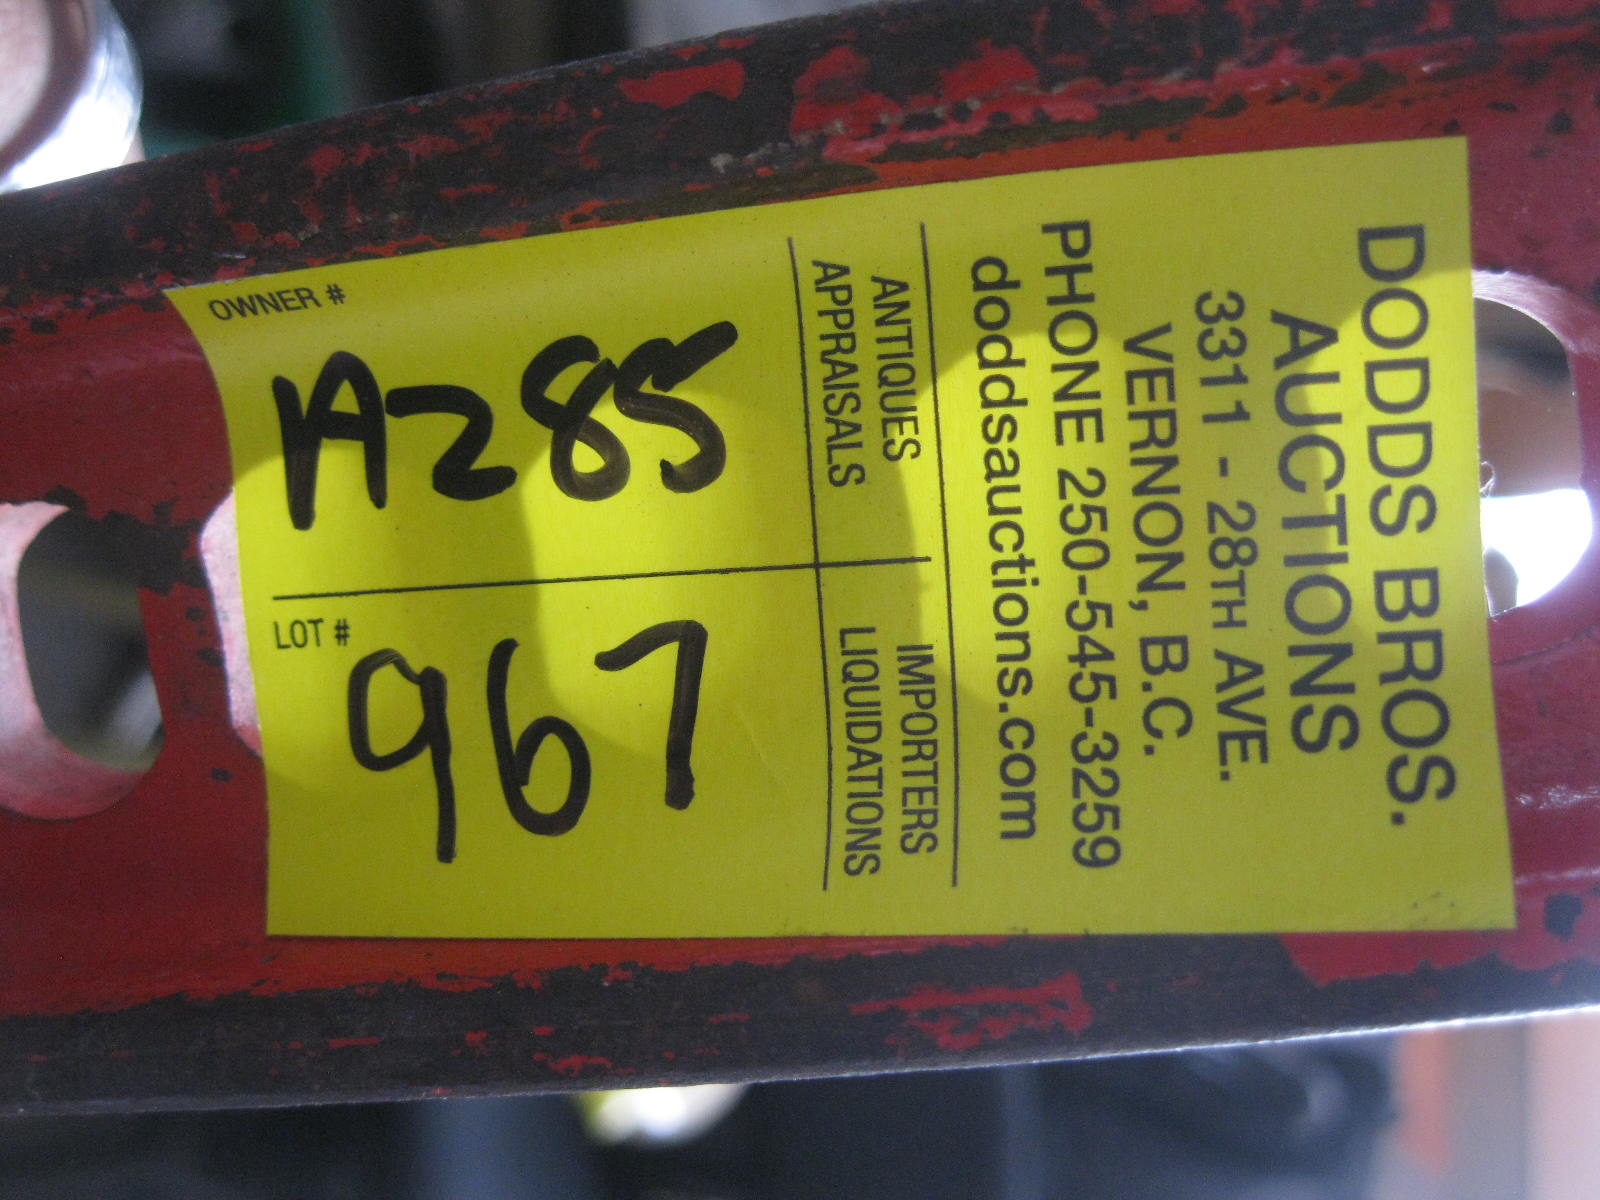 DODDS BROS.
AUCTIONS
3311 - 28TH AVE.
VERNON, B.C.
PHONE 250-545-3259
doddsauctions.com
ANTIQUES
APPRAISALS
IMPORTERS
LIQUIDATIONS
OWNER #
A285
LOT #
967